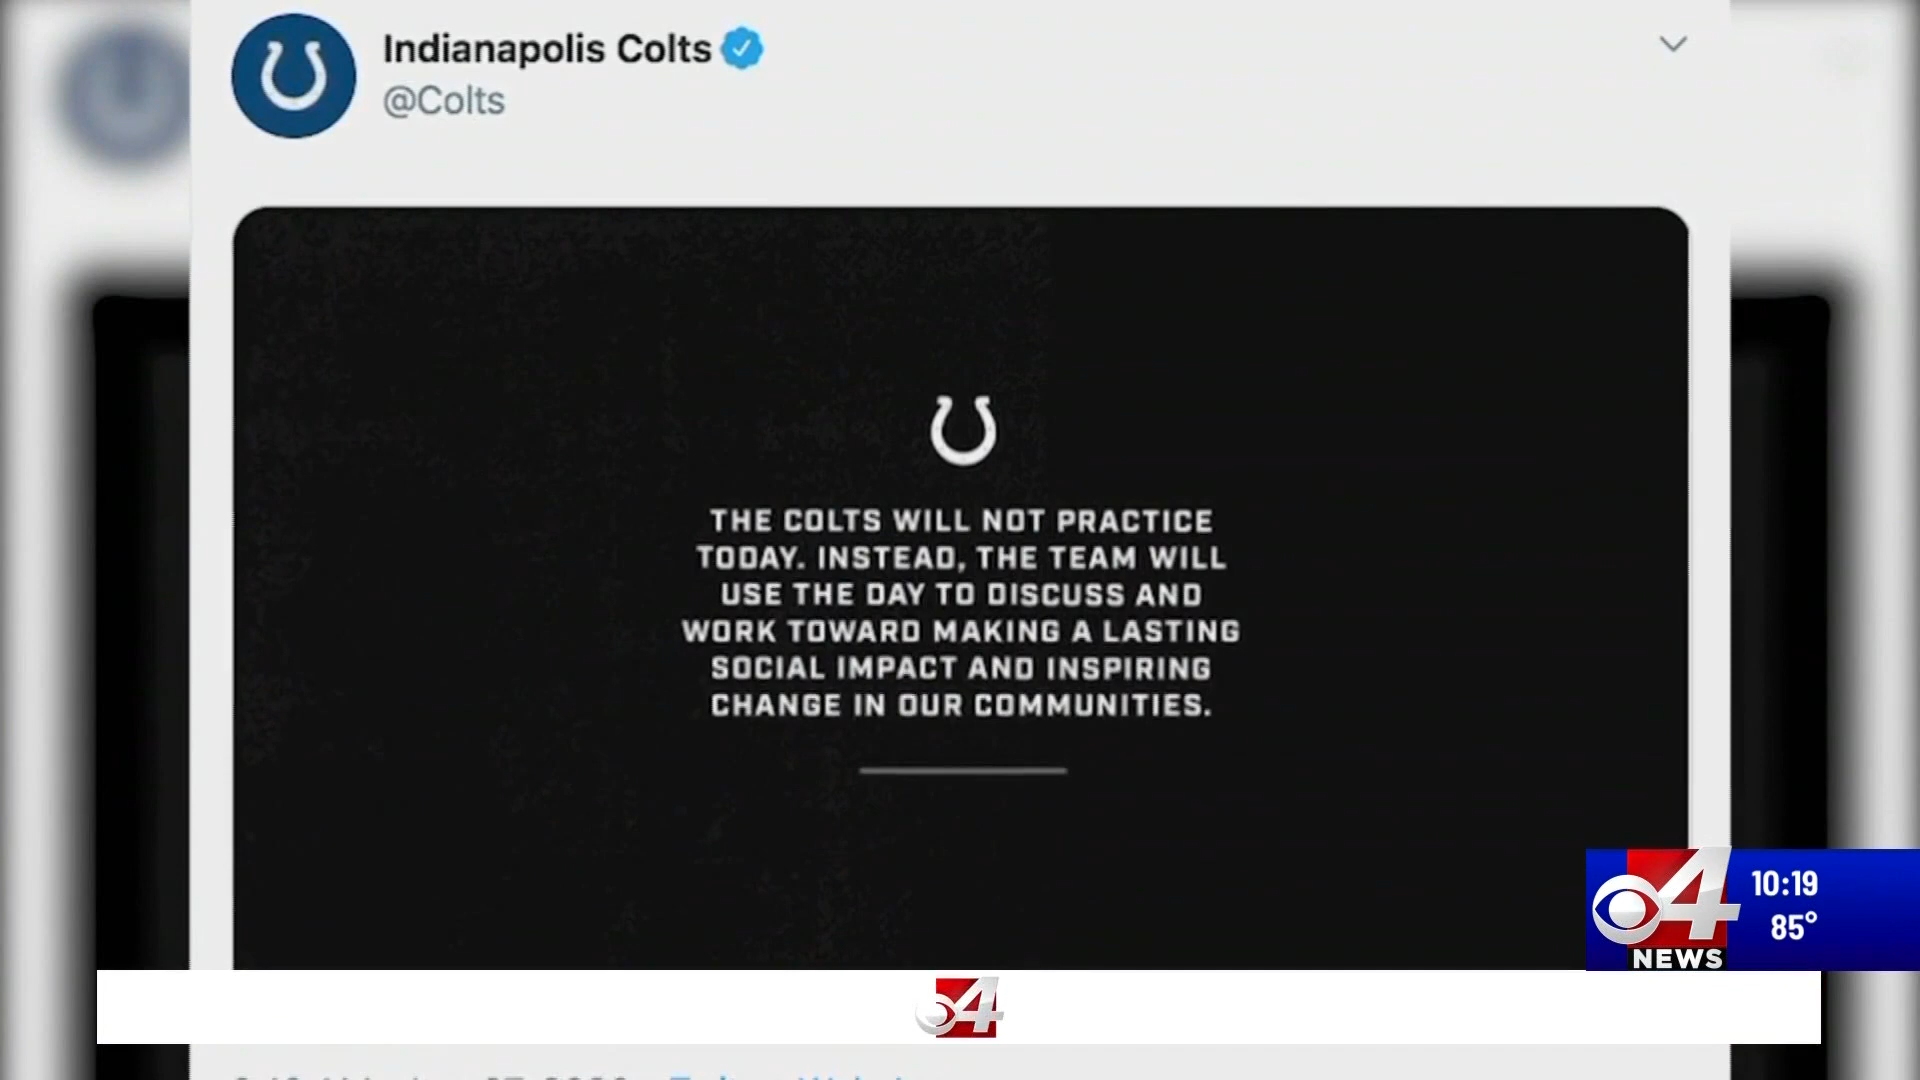 Indianapolis Colts
@Colts
THE COLTS WILL NOT PRACTICE
TODAY. INSTEAD, THE TEAM WILL
USE THE DAY TO DISCUSS AND
WORK TOWARD MAKING A LASTING
SOCIAL IMPACT AND INSPIRING
CHANGE IN OUR COMMUNITIES.
4
10:19
85°
NEWS
4